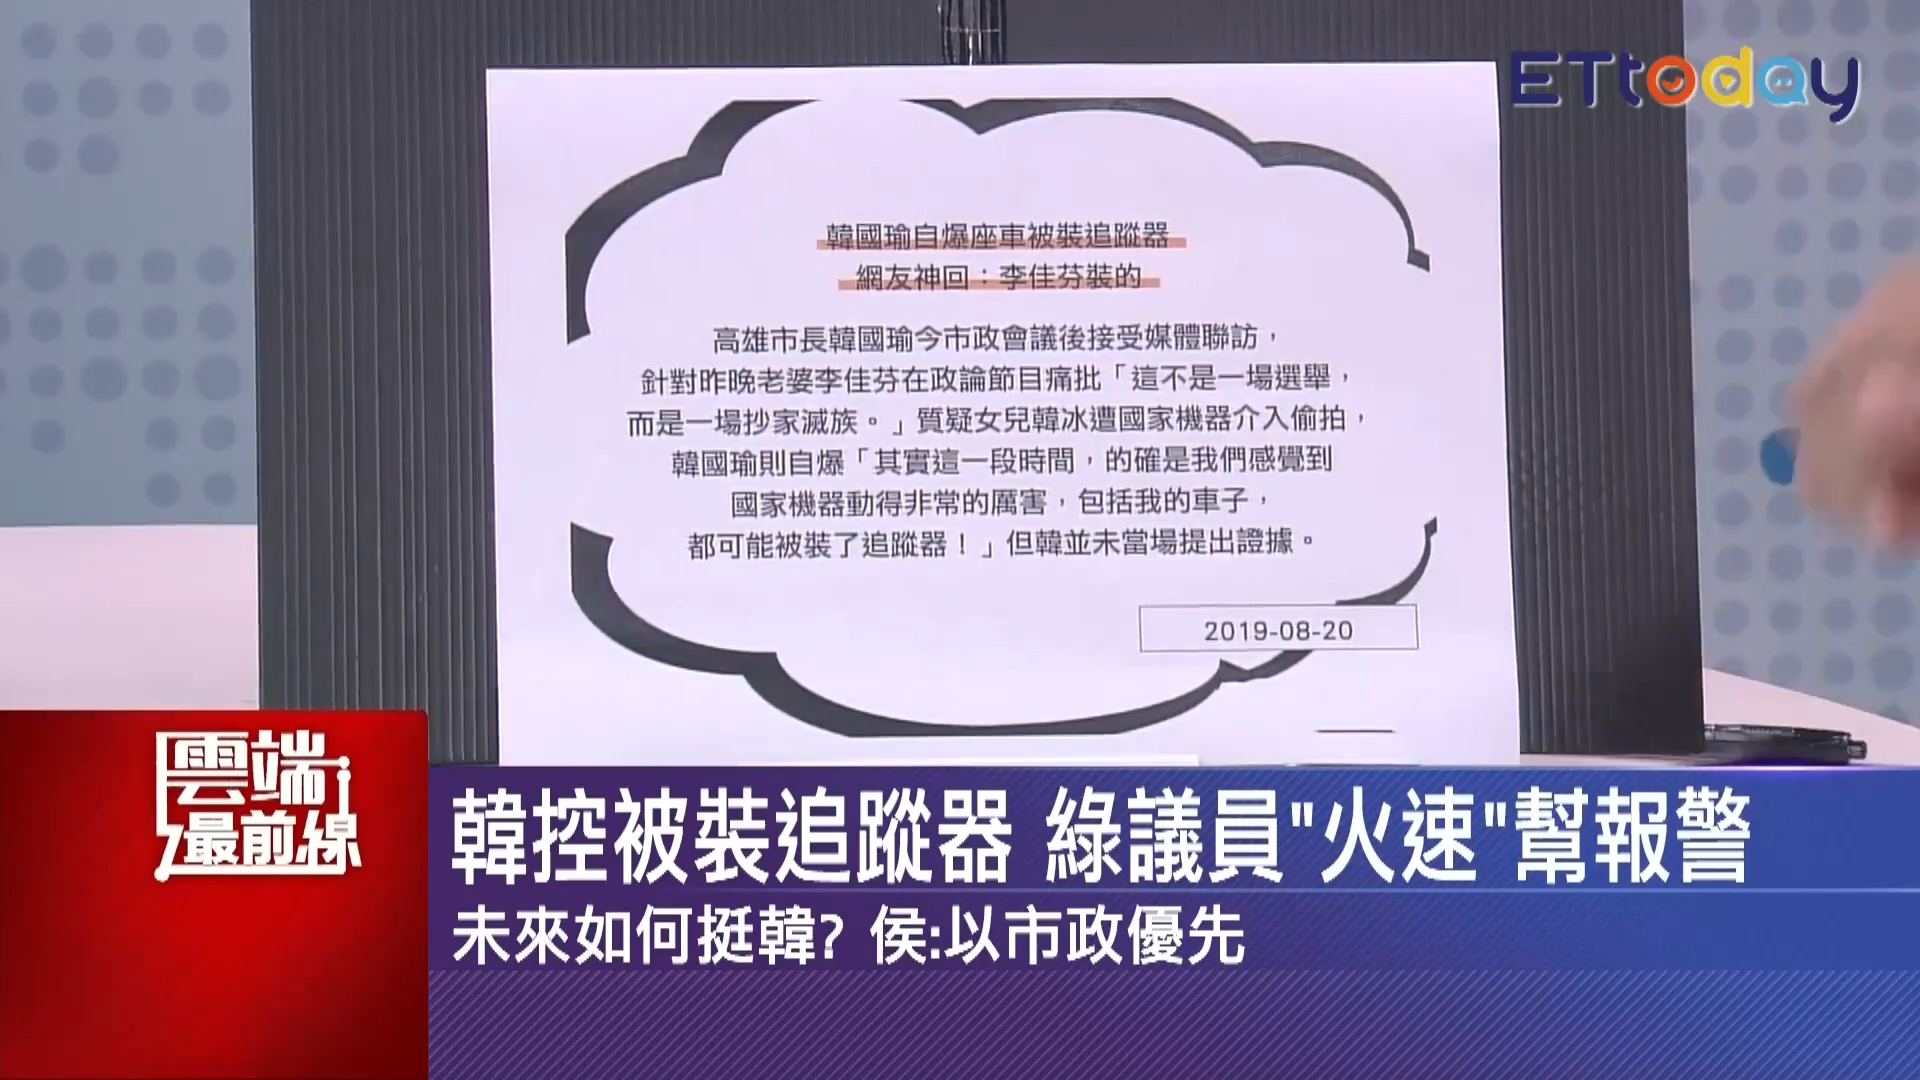 ETtoday
韓國瑜自爆座車被裝追蹤器
網友神回：李佳芬裝的
高雄市長韓國瑜今市政會議後接受媒體聯訪，
針對昨晚老婆李佳芬在政論節目痛批「這不是一場選舉，
而是一場抄家滅族。」質疑女兒韓冰遭國家機器介入偷拍，
韓國瑜則自爆「其實這一段時間，的確是我們感覺到
國家機器動得非常的厲害，包括我的車子，
都可能被裝了追蹤器！」但韓並未當場提出證據。
2019-08-20
雲端
最前線
韓控被裝追蹤器 綠議員"火速"幫報警
未來如何挺韓? 侯:以市政優先